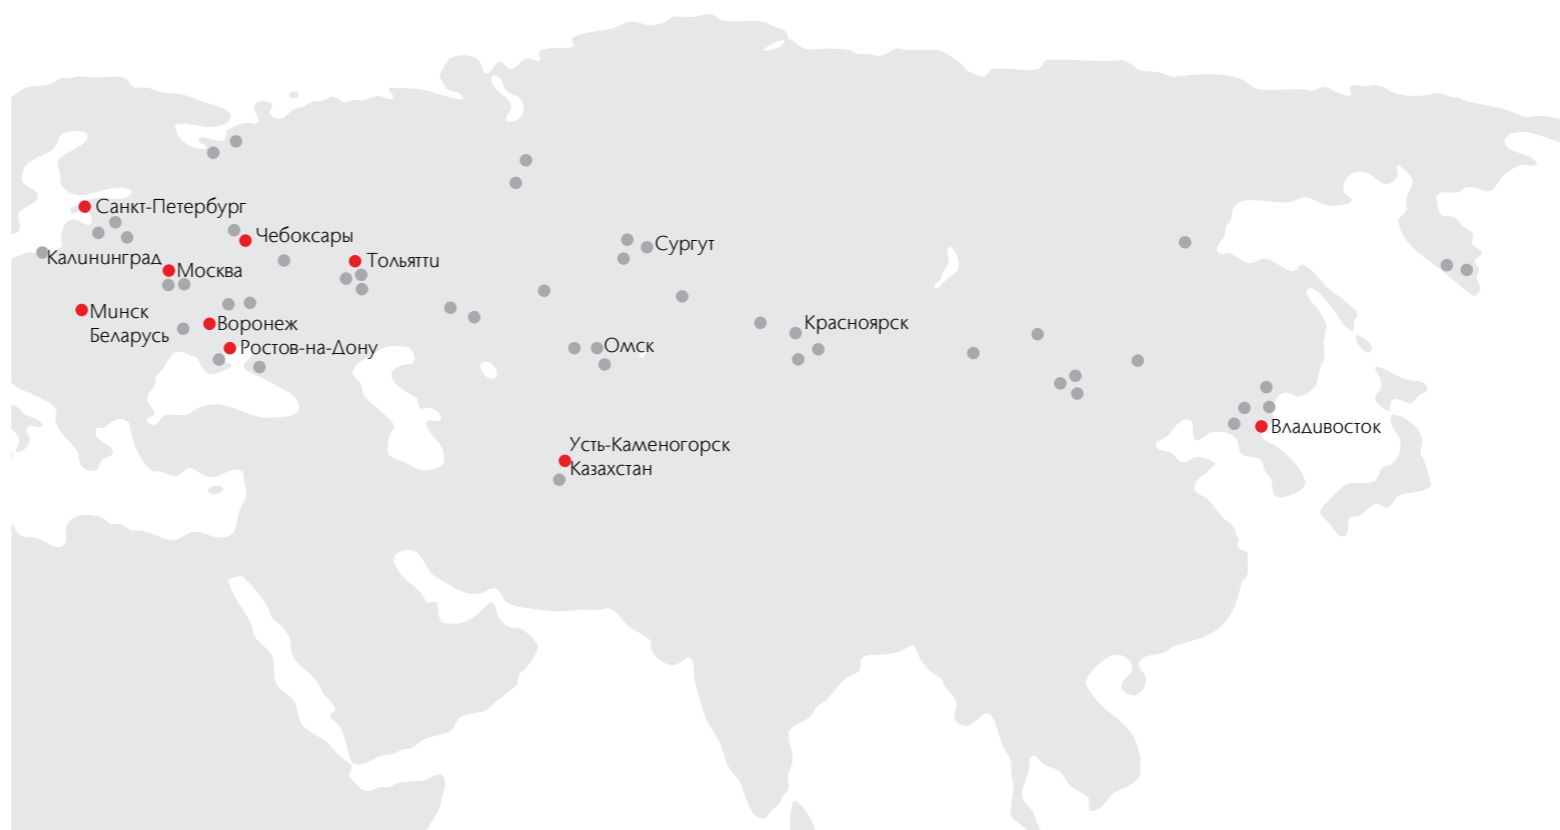 Санкт-Петербург
Чебоксары
Сургут
Калининград
Тольятти
Москва
Минск
Беларусь
Воронеж
Красноярск
Ростов-на-Дону
Омск
Владивосток
Усть-Каменогорск
Казахстан